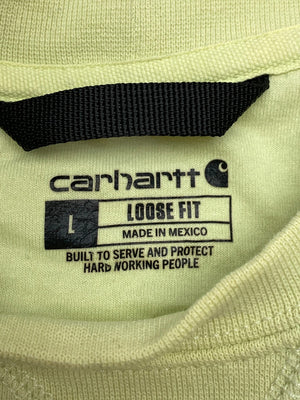 carhartt
L LOOSE FIT
MADE IN MEXICO
BUILT TO SERVE AND PROTECT
HARD WORKING PEOPLE